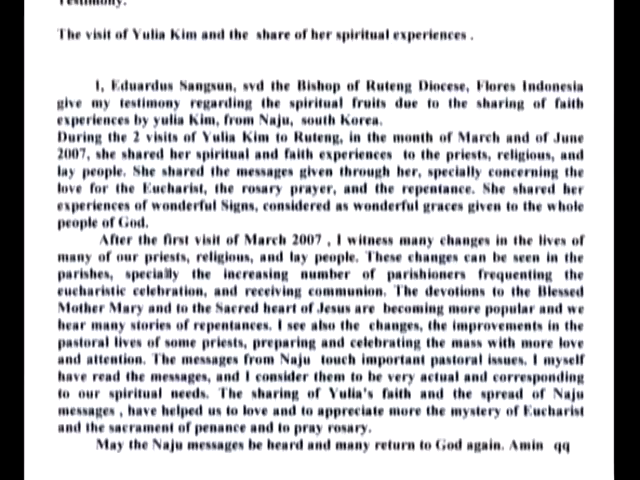 Testimony.
The visit of Yulia Kim and the share of her spiritual experiences .
I, Eduardus Sangsun, svd the Bishop of Ruteng Diocese, Flores Indonesia
give my testimony regarding the spiritual fruits due to the sharing of faith
experiences by yulia Kim, from Naju, south Korea.
During the 2 visits of Yulia Kim to Ruteng, in the month of March and of June
2007, she shared her spiritual and faith experiences to the priests, religious, and
lay people. She shared the messages given through her, specially concerning the
love for the Eucharist, the rosary prayer, and the repentance. She shared her
experiences of wonderful Signs, considered as wonderful graces given to the whole
people of God.
After the first visit of March 2007 , I witness many changes in the lives of
many of our priests, religious, and lay people. These changes can be seen in the
parishes, specially the increasing number of parishioners frequenting the
eucharistic celebration, and receiving communion. The devotions to the Blessed
Mother Mary and to the Sacred heart of Jesus are becoming more popular and we
hear many stories of repentances. I see also the changes, the improvements in the
pastoral lives of some priests, preparing and celebrating the mass with more love
and attention. The messages from Naju touch important pastoral issues. I myself
have read the messages, and I consider them to be very actual and corresponding
to our spiritual needs. The sharing of Yulia's faith and the spread of Naju
messages , have helped us to love and to appreciate more the mystery of Eucharist
and the sacrament of penance and to pray rosary.
May the Naju messages be heard and many return to God again. Amin qq